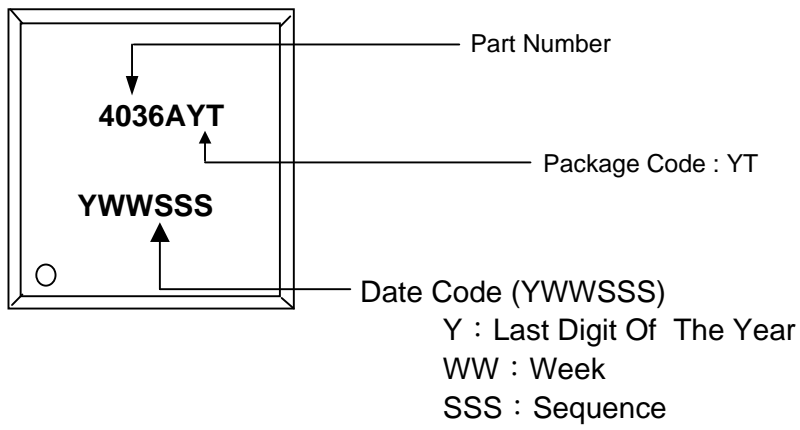 Part Number
4036AYT
Package Code : YT
YWWSSS
Date Code (YWWSSS)
Y：Last Digit Of The Year
WW：Week
SSS：Sequence